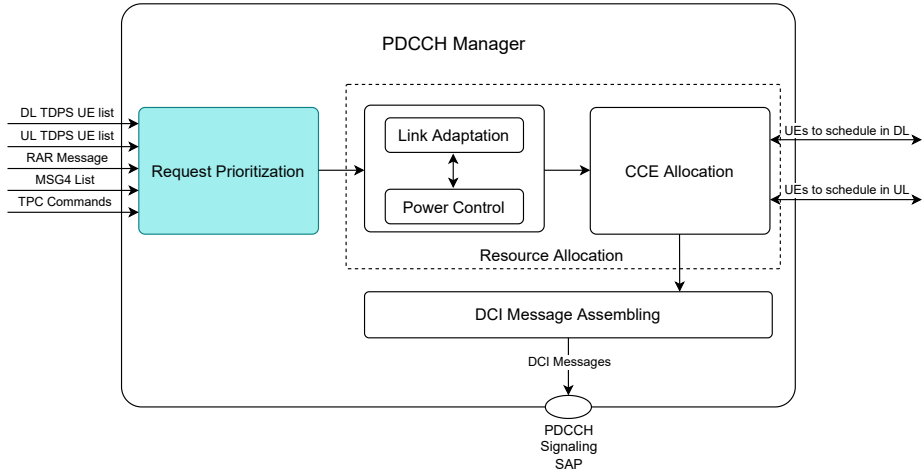 PDCCH Manager
DL TDPS UE list
UL TDPS UE list
RAR Message
MSG4 List
TPC Commands
Request Prioritization
Link Adaptation
Power Control
CCE Allocation
Resource Allocation
UEs to schedule in DL
UEs to schedule in UL
DCI Message Assembling
DCI Messages
PDCCH
Signaling
SAP